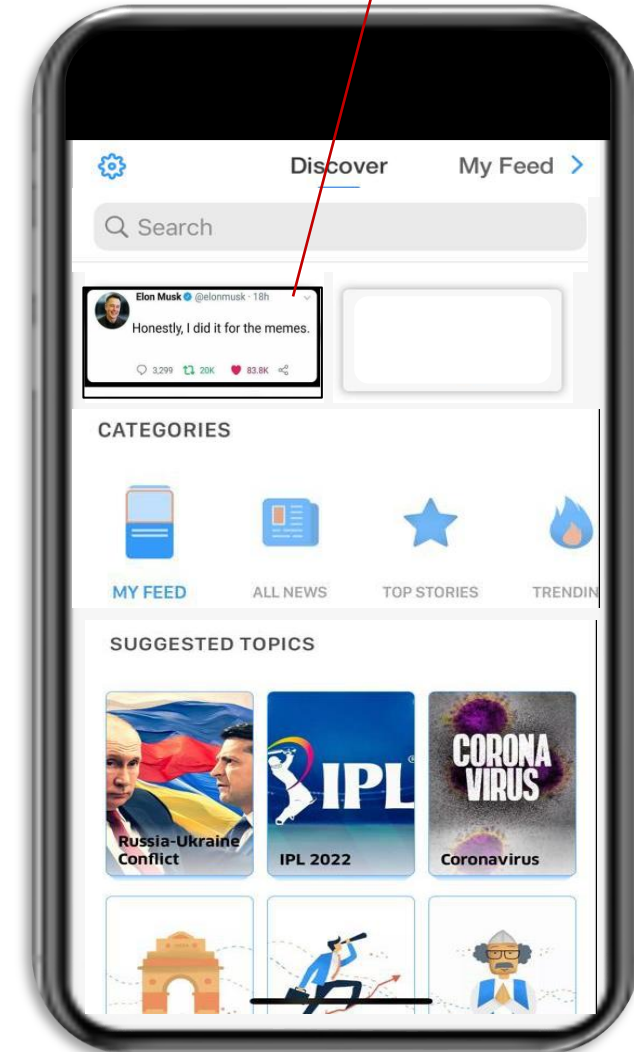 Discover My Feed
Search
Elon Musk @elonmusk · 18h
Honestly, I did it for the memes.
3,299 20K 83.8K
CATEGORIES
MY FEED ALL NEWS TOP STORIES TRENDIN
SUGGESTED TOPICS
CORONA
VIRUS
IPL
Russia-Ukraine
Conflict
IPL 2022
Coronavirus